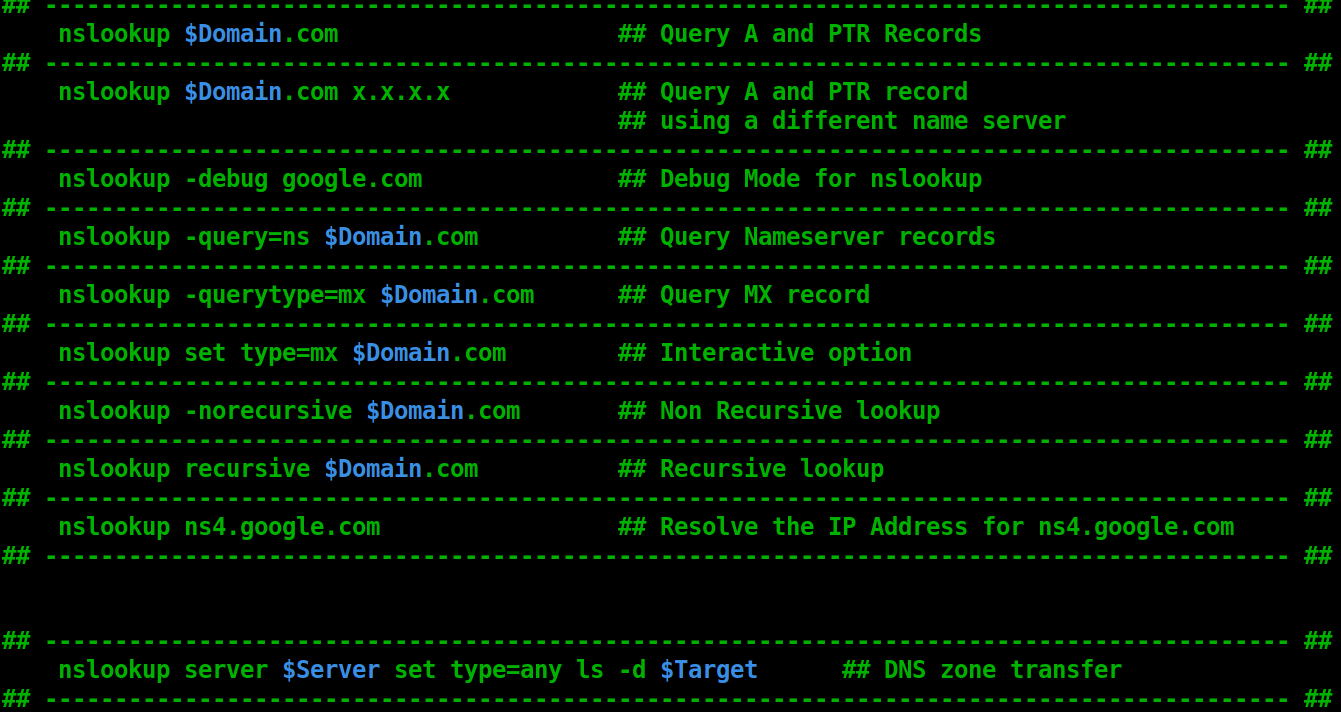 ## ----------------------------------------------------------------------------------------- ##
nslookup $Domain.com                    ## Query A and PTR Records
## ----------------------------------------------------------------------------------------- ##
nslookup $Domain.com x.x.x.x            ## Query A and PTR record
                                        ## using a different name server
## ----------------------------------------------------------------------------------------- ##
nslookup -debug google.com              ## Debug Mode for nslookup
## ----------------------------------------------------------------------------------------- ##
nslookup -query=ns $Domain.com          ## Query Nameserver records
## ----------------------------------------------------------------------------------------- ##
nslookup -querytype=mx $Domain.com      ## Query MX record
## ----------------------------------------------------------------------------------------- ##
nslookup set type=mx $Domain.com        ## Interactive option
## ----------------------------------------------------------------------------------------- ##
nslookup -norecursive $Domain.com       ## Non Recursive lookup
## ----------------------------------------------------------------------------------------- ##
nslookup recursive $Domain.com          ## Recursive lookup
## ----------------------------------------------------------------------------------------- ##
nslookup ns4.google.com                 ## Resolve the IP Address for ns4.google.com
## ----------------------------------------------------------------------------------------- ##
## ----------------------------------------------------------------------------------------- ##
nslookup server $Server set type=any ls -d $Target      ## DNS zone transfer
## ----------------------------------------------------------------------------------------- ##